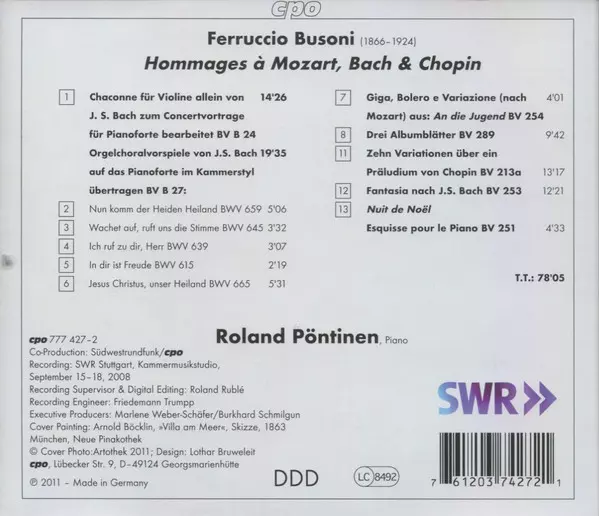 cpo
Ferruccio Busoni (1866–1924)
Hommages à Mozart, Bach & Chopin
1 Chaconne für Violine allein von 14'26
J. S. Bach zum Concertvortrage
für Pianoforte bearbeitet BV B 24
Orgelchoralvorspiele von J.S. Bach 19'35
auf das Pianoforte im Kammerstyl
übertragen BV B 27:
2 Nun komm der Heiden Heiland BWV 659 5'06
3 Wachet auf, ruft uns die Stimme BWV 645 3'32
4 Ich ruf zu dir, Herr BWV 639 3'07
5 In dir ist Freude BWV 615 2'19
6 Jesus Christus, unser Heiland BWV 665 5'31
7 Giga, Bolero e Variazione (nach 4'01
Mozart) aus: An die Jugend BV 254
8 Drei Albumblätter BV 289 9'42
11 Zehn Variationen über ein
Präludium von Chopin BV 213a 13'17
12 Fantasia nach J.S. Bach BV 253 12'21
13 Nuit de Noël
Esquisse pour le Piano BV 251 4'33
T.T.: 78'05
Roland Pöntinen, Piano
cpo 777 427-2
Co-Production: Südwestrundfunk/cpo
Recording: SWR Stuttgart, Kammermusikstudio,
September 15-18, 2008
Recording Supervisor & Digital Editing: Roland Rublé
Recording Engineer: Friedemann Trumpp
Executive Producers: Marlene Weber-Schäfer/Burkhard Schmilgun
Cover Painting: Arnold Böcklin, »Villa am Meer«, Skizze, 1863
München, Neue Pinakothek
© Cover Photo:Artothek 2011; Design: Lothar Bruweleit
cpo, Lübecker Str. 9, D-49124 Georgsmarienhütte
℗ 2011 - Made in Germany
DDD
LC 8492
SWR
7 61203 74272 1